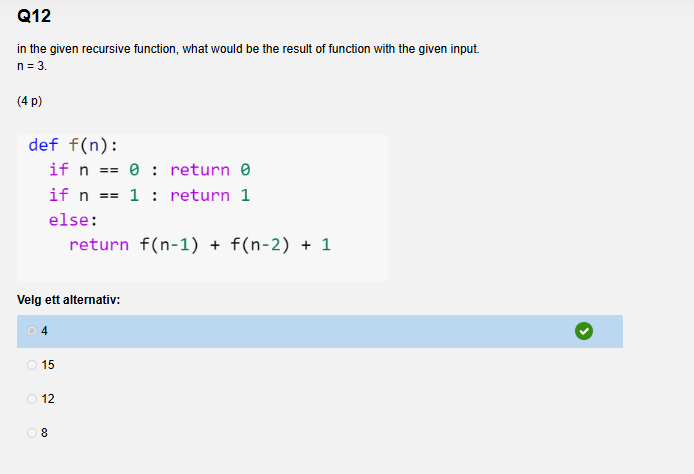 Q12
in the given recursive function, what would be the result of function with the given input.
n = 3.
(4 p)
def f(n):
if n == 0 : return 0
if n == 1 : return 1
else:
return f(n-1) + f(n-2) + 1
Velg ett alternativ:
4
15
12
8